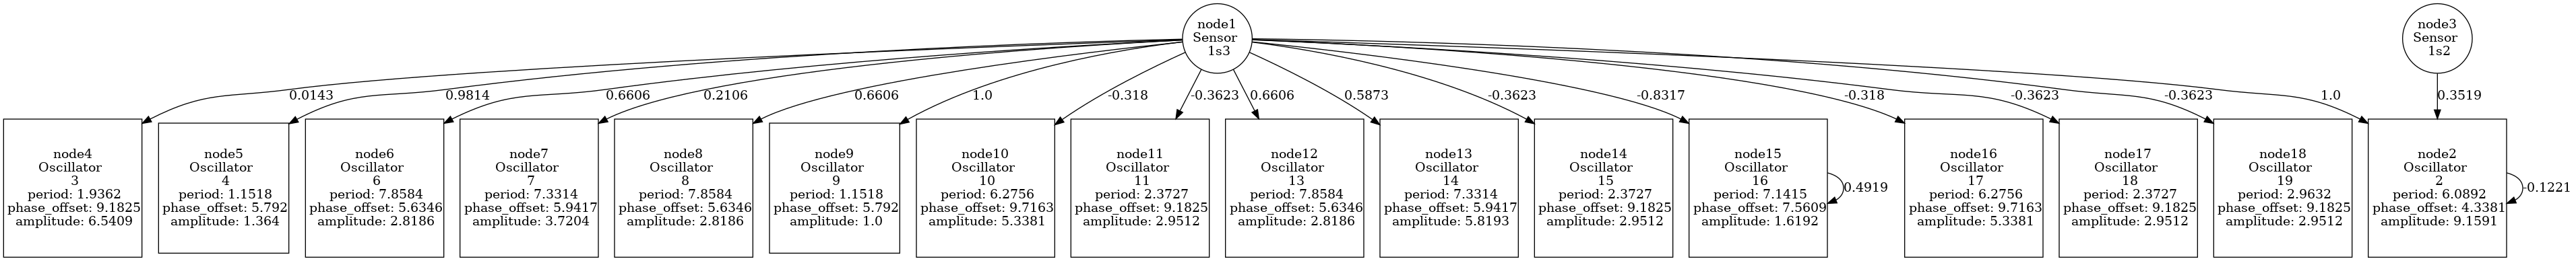 node1
Sensor
1s3
node3
Sensor
1s2
0.0143
0.9814
0.6606
0.2106
0.6606
1.0
-0.318
-0.3623
0.6606
0.5873
-0.3623
-0.8317
-0.318
-0.3623
-0.3623
1.0
0.3519
node4
Oscillator
3
period: 1.9362
phase_offset: 9.1825
amplitude: 6.5409
node5
Oscillator
4
period: 1.1518
phase_offset: 5.792
amplitude: 1.364
node6
Oscillator
6
period: 7.8584
phase_offset: 5.6346
amplitude: 2.8186
node7
Oscillator
7
period: 7.3314
phase_offset: 5.9417
amplitude: 3.7204
node8
Oscillator
8
period: 7.8584
phase_offset: 5.6346
amplitude: 2.8186
node9
Oscillator
9
period: 1.1518
phase_offset: 5.792
amplitude: 1.0
node10
Oscillator
10
period: 6.2756
phase_offset: 9.7163
amplitude: 5.3381
node11
Oscillator
11
period: 2.3727
phase_offset: 9.1825
amplitude: 2.9512
node12
Oscillator
13
period: 7.8584
phase_offset: 5.6346
amplitude: 2.8186
node13
Oscillator
14
period: 7.3314
phase_offset: 5.9417
amplitude: 5.8193
node14
Oscillator
15
period: 2.3727
phase_offset: 9.1825
amplitude: 2.9512
node15
Oscillator
16
period: 7.1415
phase_offset: 7.5609
amplitude: 1.6192
0.4919
node16
Oscillator
17
period: 6.2756
phase_offset: 9.7163
amplitude: 5.3381
node17
Oscillator
18
period: 2.3727
phase_offset: 9.1825
amplitude: 2.9512
node18
Oscillator
19
period: 2.9632
phase_offset: 9.1825
amplitude: 2.9512
node2
Oscillator
2
period: 6.0892
phase_offset: 4.3381
amplitude: 9.1591
-0.1221